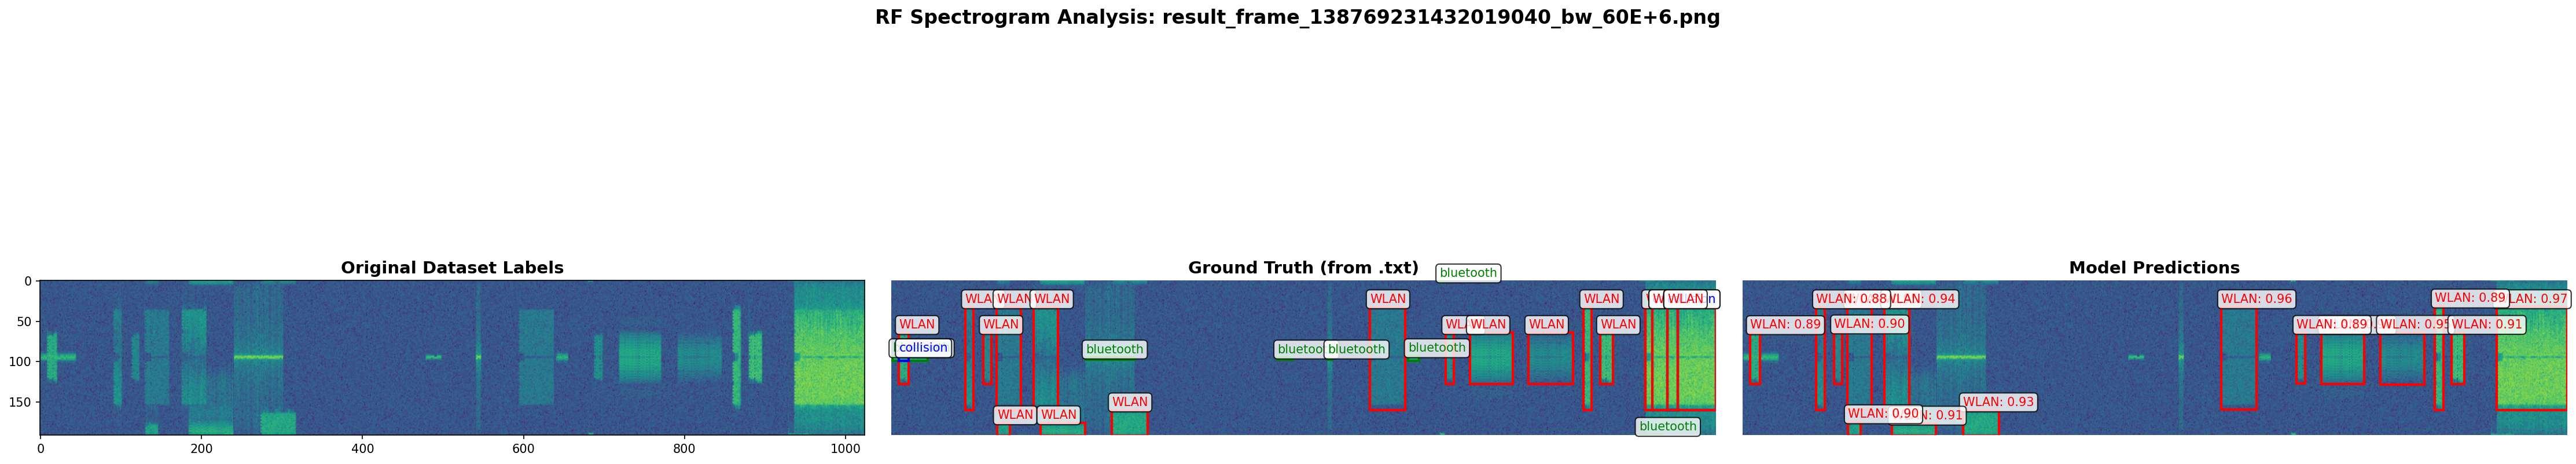 RF Spectrogram Analysis: result_frame_138769231432019040_bw_60E+6.png
Original Dataset Labels
0
50
100
150
0
200
400
600
800
1000
Ground Truth (from .txt)
bluetooth
WLAN
WLAN
WLAN
WLAN
WLAN
WLAN
WLAN
WLAN
WLAN
WLAN
WLAN
WLAN
collision
bluetooth
bluetooth
bluetooth
bluetooth
WLAN
WLAN
WLAN
bluetooth
Model Predictions
WLAN: 0.88
WLAN: 0.94
WLAN: 0.96
WLAN: 0.89
WLAN: 0.97
WLAN: 0.89
WLAN: 0.90
WLAN: 0.89
WLAN: 0.95
WLAN: 0.91
WLAN: 0.93
WLAN: 0.90
WLAN: 0.91